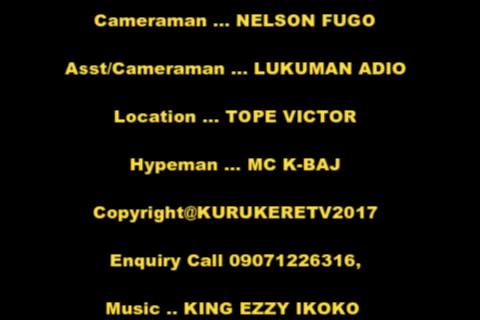 Cameraman ... NELSON FUGO
Asst/Cameraman ... LUKUMAN ADIO
Location ... TOPE VICTOR
Hypeman ... MC K-BAJ
Copyright@KURUKERETV2017
Enquiry Call 09071226316,
Music .. KING EZZY IKOKO